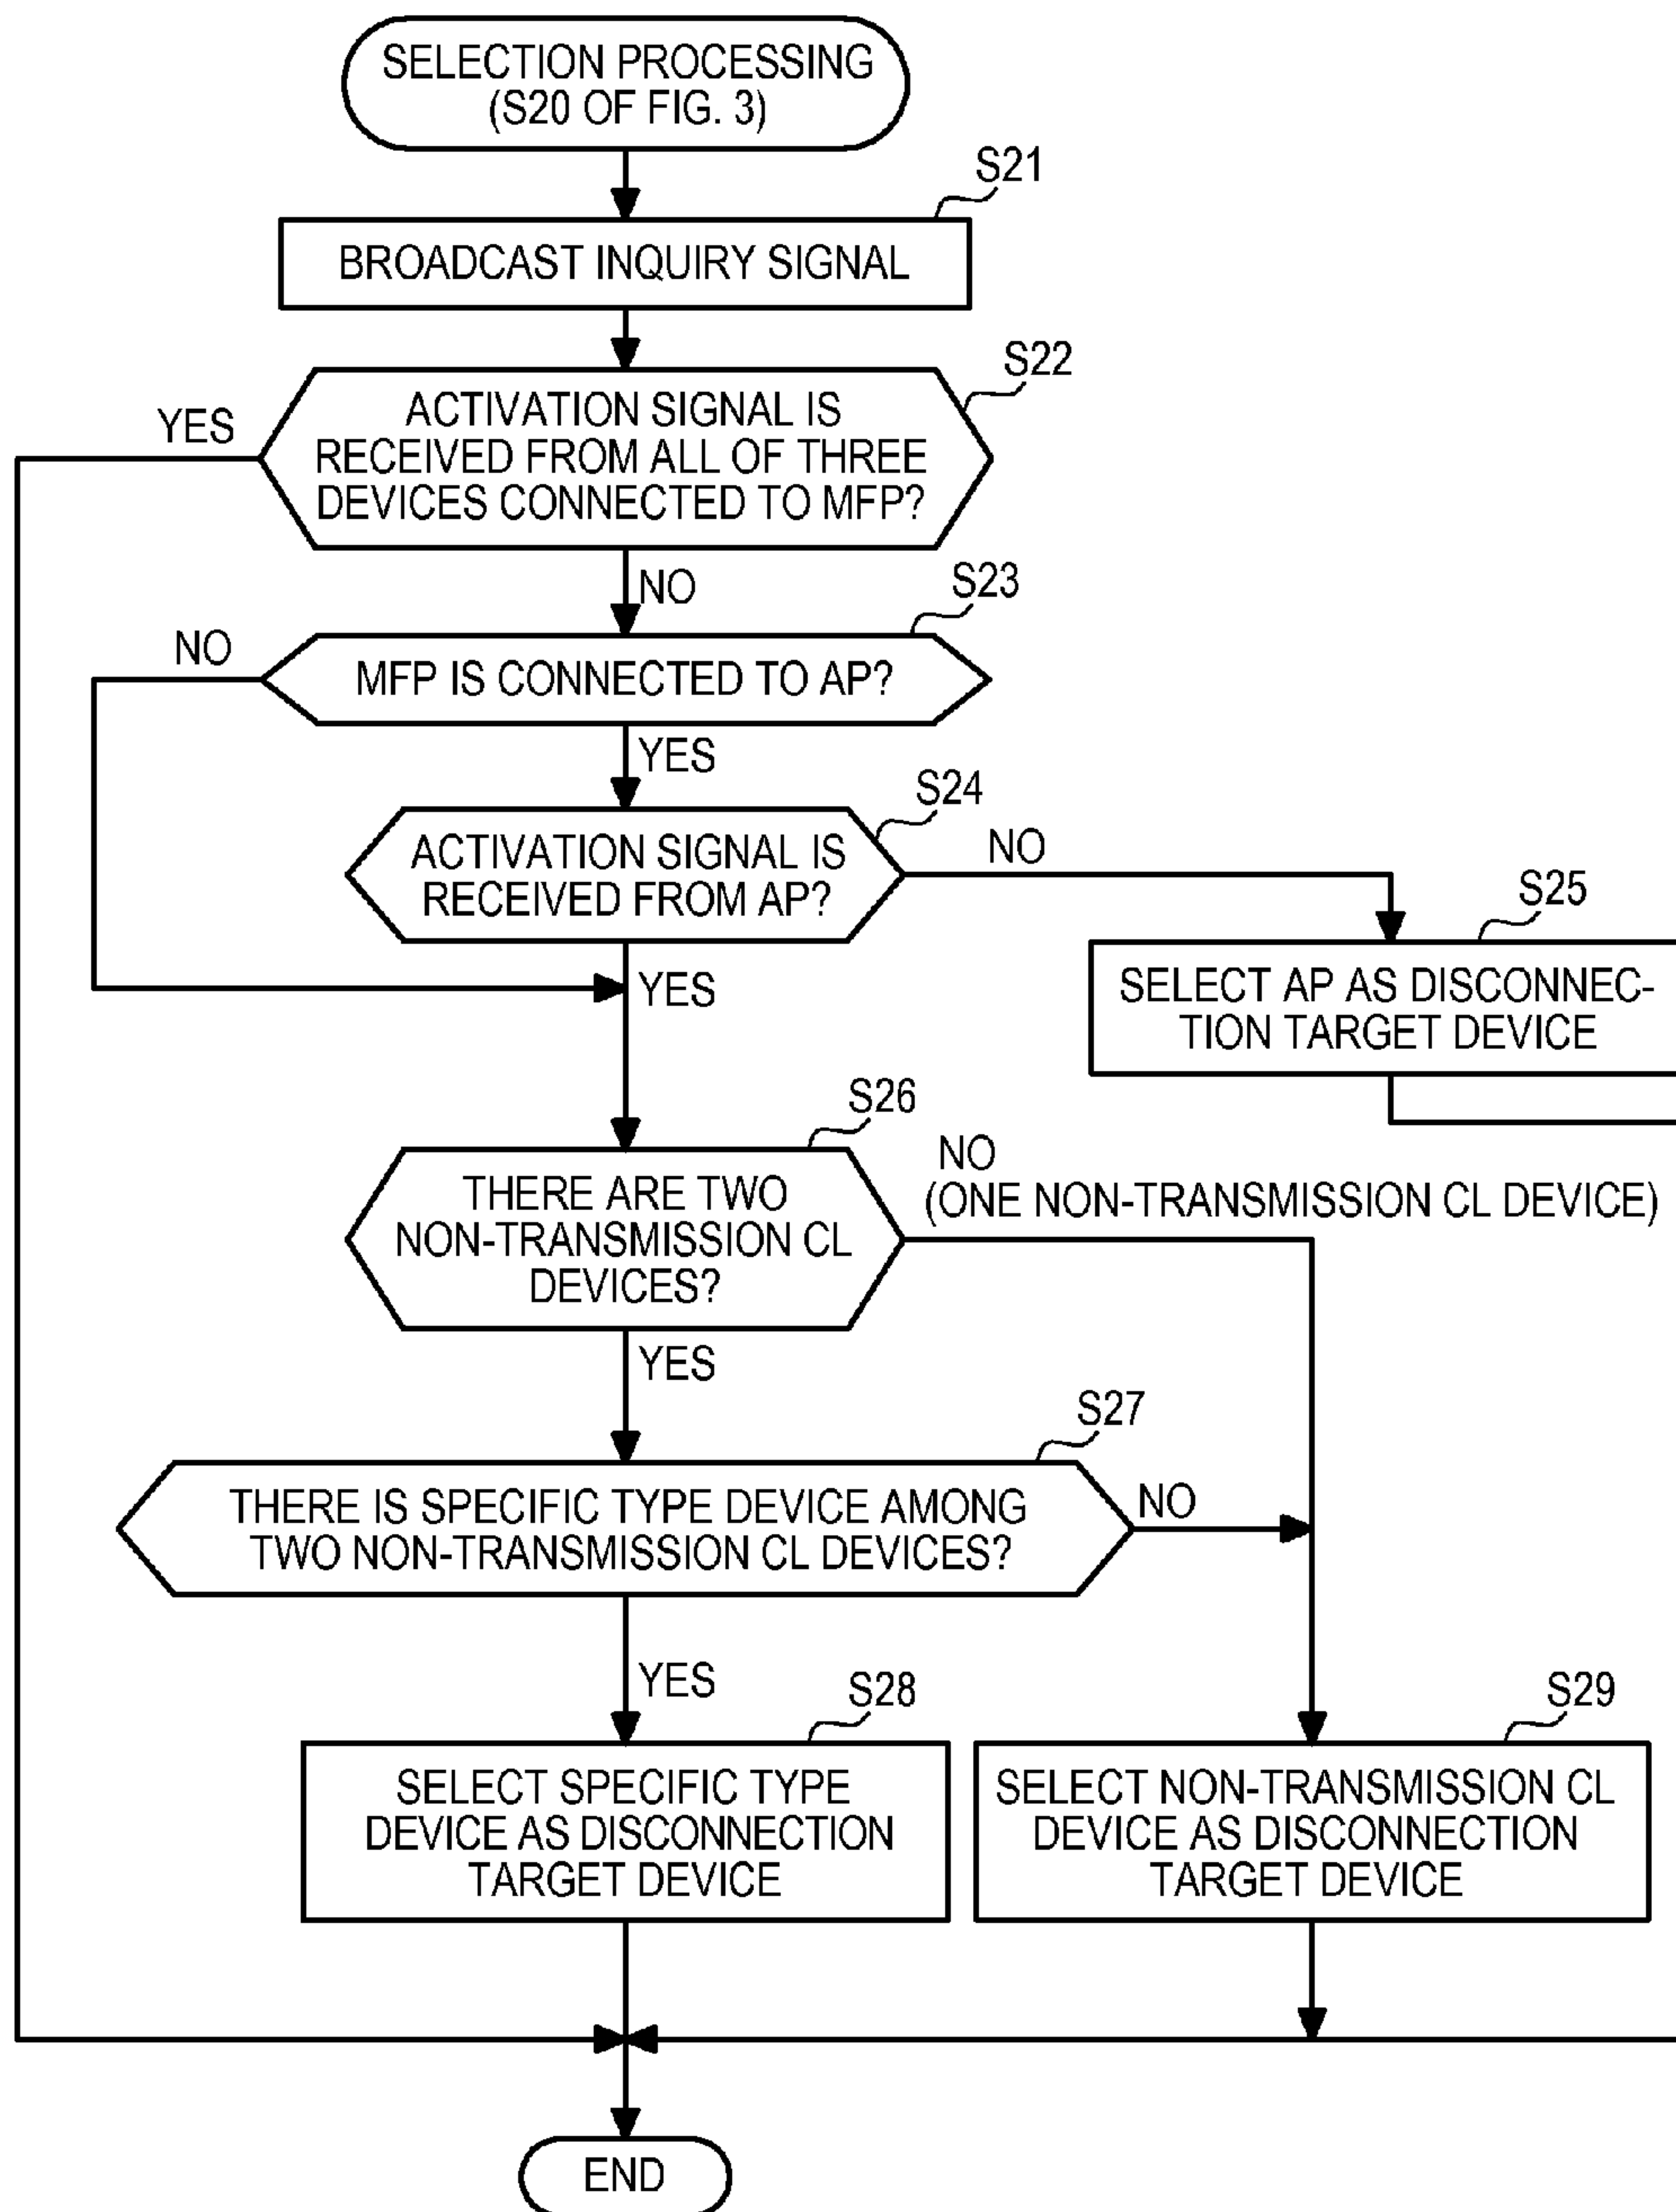 SELECTION PROCESSING
(S20 OF FIG. 3)
S21
BROADCAST INQUIRY SIGNAL
S22
YES
ACTIVATION SIGNAL IS
RECEIVED FROM ALL OF THREE
DEVICES CONNECTED TO MFP?
NO
S23
NO
MFP IS CONNECTED TO AP?
YES
S24
ACTIVATION SIGNAL IS
RECEIVED FROM AP?
NO
S25
SELECT AP AS DISCONNEC-
TION TARGET DEVICE
YES
S26
THERE ARE TWO
NON-TRANSMISSION CL
DEVICES?
NO
(ONE NON-TRANSMISSION CL DEVICE)
YES
S27
THERE IS SPECIFIC TYPE DEVICE AMONG
TWO NON-TRANSMISSION CL DEVICES?
NO
YES
S28
SELECT SPECIFIC TYPE
DEVICE AS DISCONNECTION
TARGET DEVICE
S29
SELECT NON-TRANSMISSION CL
DEVICE AS DISCONNECTION
TARGET DEVICE
END